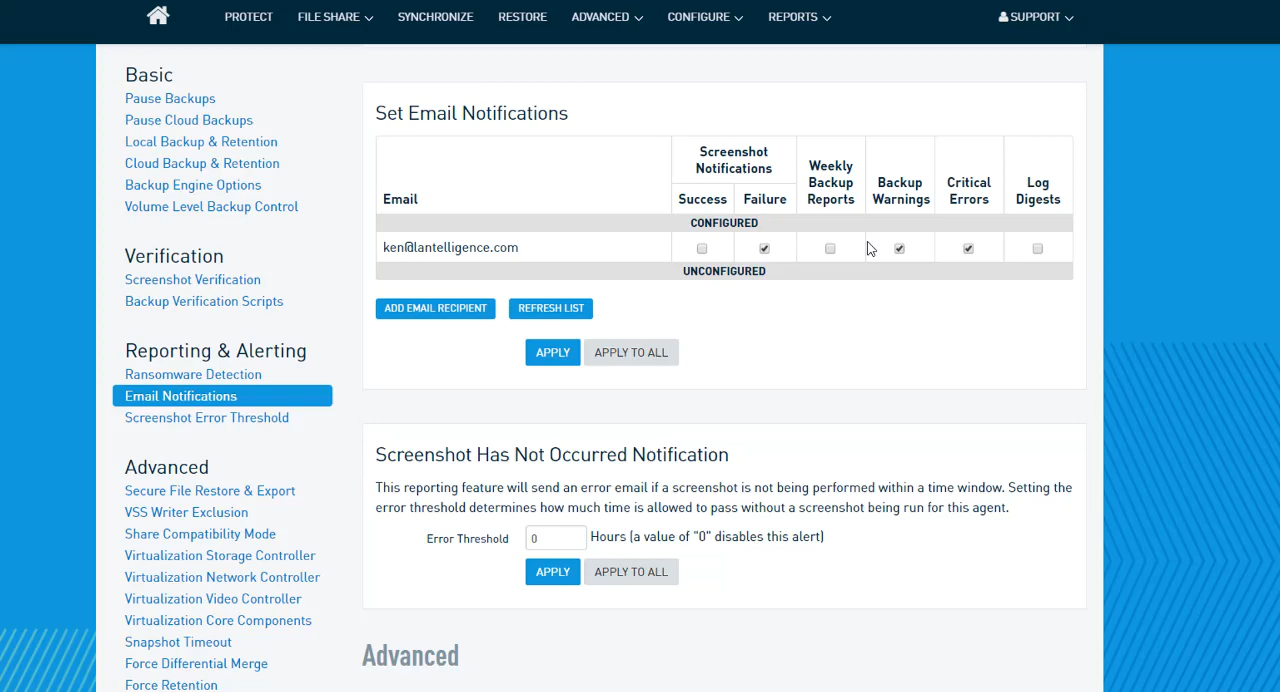 PROTECT
FILE SHARE
SYNCHRONIZE
RESTORE
ADVANCED
CONFIGURE
REPORTS
SUPPORT
Basic
Pause Backups
Pause Cloud Backups
Local Backup & Retention
Cloud Backup & Retention
Backup Engine Options
Volume Level Backup Control
Verification
Screenshot Verification
Backup Verification Scripts
Reporting & Alerting
Ransomware Detection
Email Notifications
Screenshot Error Threshold
Advanced
Secure File Restore & Export
VSS Writer Exclusion
Share Compatibility Mode
Virtualization Storage Controller
Virtualization Network Controller
Virtualization Video Controller
Virtualization Core Components
Snapshot Timeout
Force Differential Merge
Force Retention
Set Email Notifications
Email
Screenshot
Notifications
Success
Failure
Weekly
Backup
Reports
Backup
Warnings
Critical
Errors
Log
Digests
CONFIGURED
ken@lantelligence.com
UNCONFIGURED
ADD EMAIL RECIPIENT
REFRESH LIST
APPLY
APPLY TO ALL
Screenshot Has Not Occurred Notification
This reporting feature will send an error email if a screenshot is not being performed within a time window. Setting the
error threshold determines how much time is allowed to pass without a screenshot being run for this agent.
Error Threshold
0
Hours (a value of "0" disables this alert)
APPLY
APPLY TO ALL
Advanced